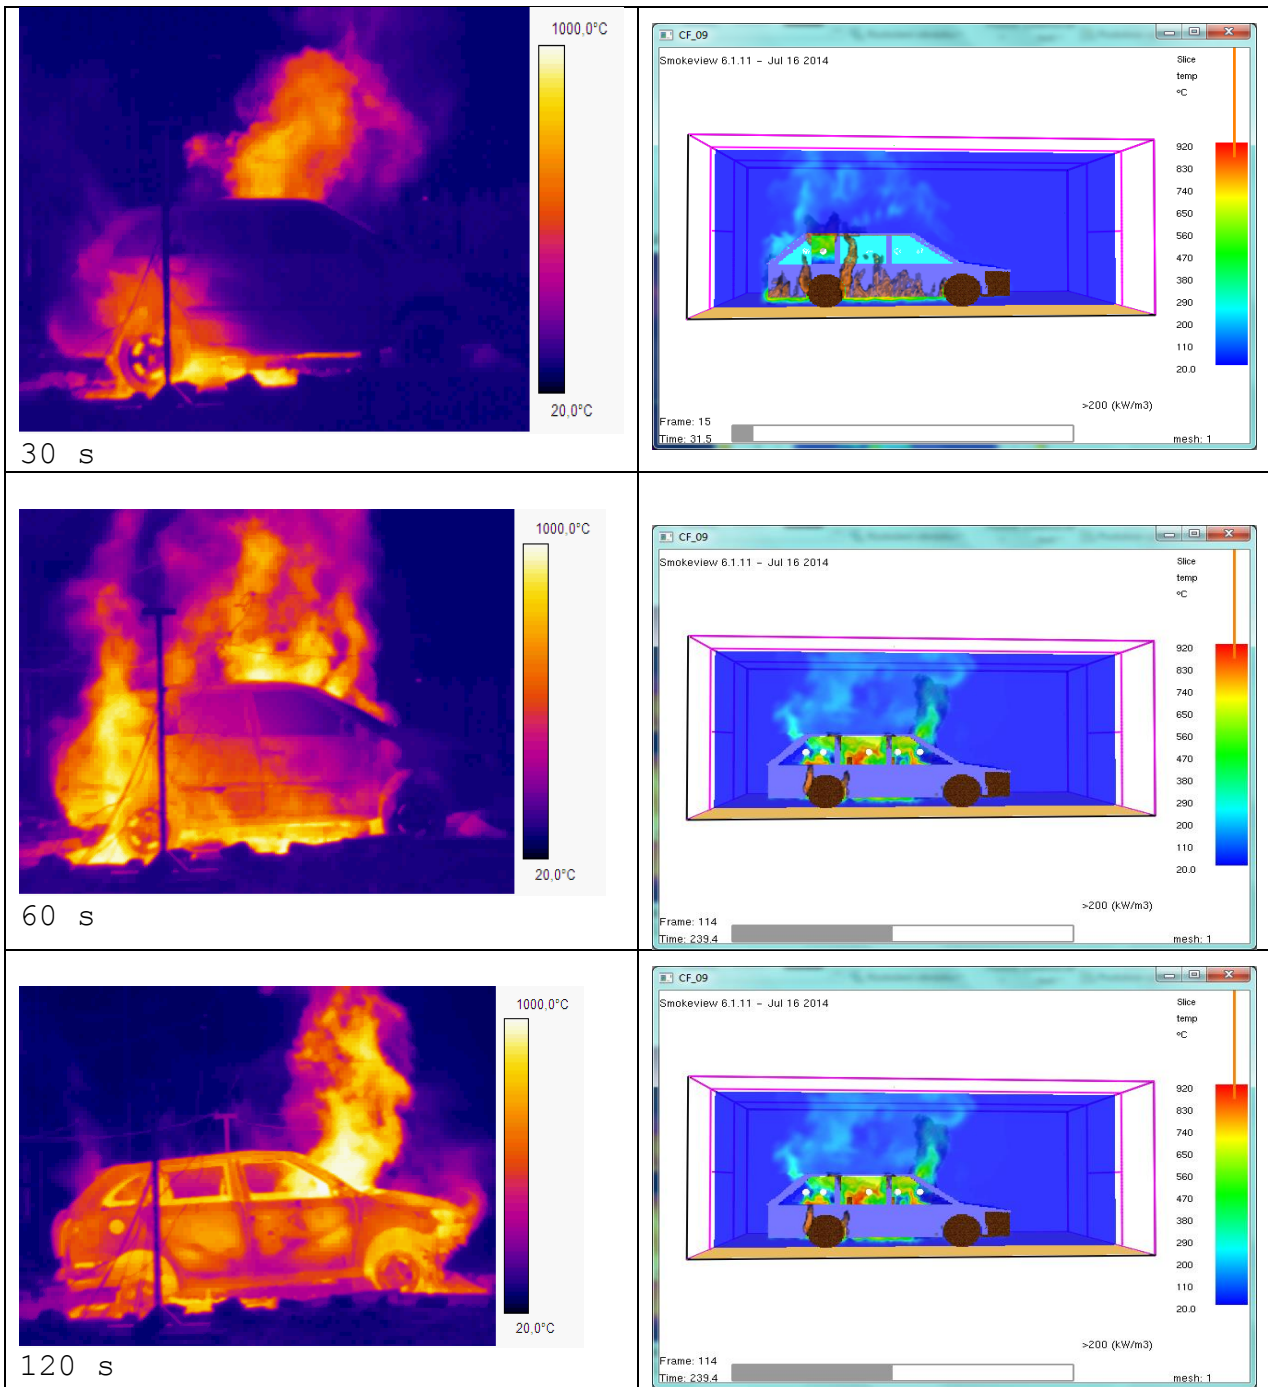 1000,0°C
20,0°C
30 s
CF_09
Smokeview 6.1.11 - Jul 16 2014
Slice
temp
°C
920
830
740
650
560
470
380
290
200
110
20.0
>200 (kW/m3)
Frame: 15
Time: 31.5
mesh: 1
1000,0°C
20,0°C
60 s
CF_09
Smokeview 6.1.11 - Jul 16 2014
Slice
temp
°C
920
830
740
650
560
470
380
290
200
110
20.0
>200 (kW/m3)
Frame: 114
Time: 239.4
mesh: 1
1000,0°C
20,0°C
120 s
CF_09
Smokeview 6.1.11 - Jul 16 2014
Slice
temp
°C
920
830
740
650
560
470
380
290
200
110
20.0
>200 (kW/m3)
Frame: 114
Time: 239.4
mesh: 1